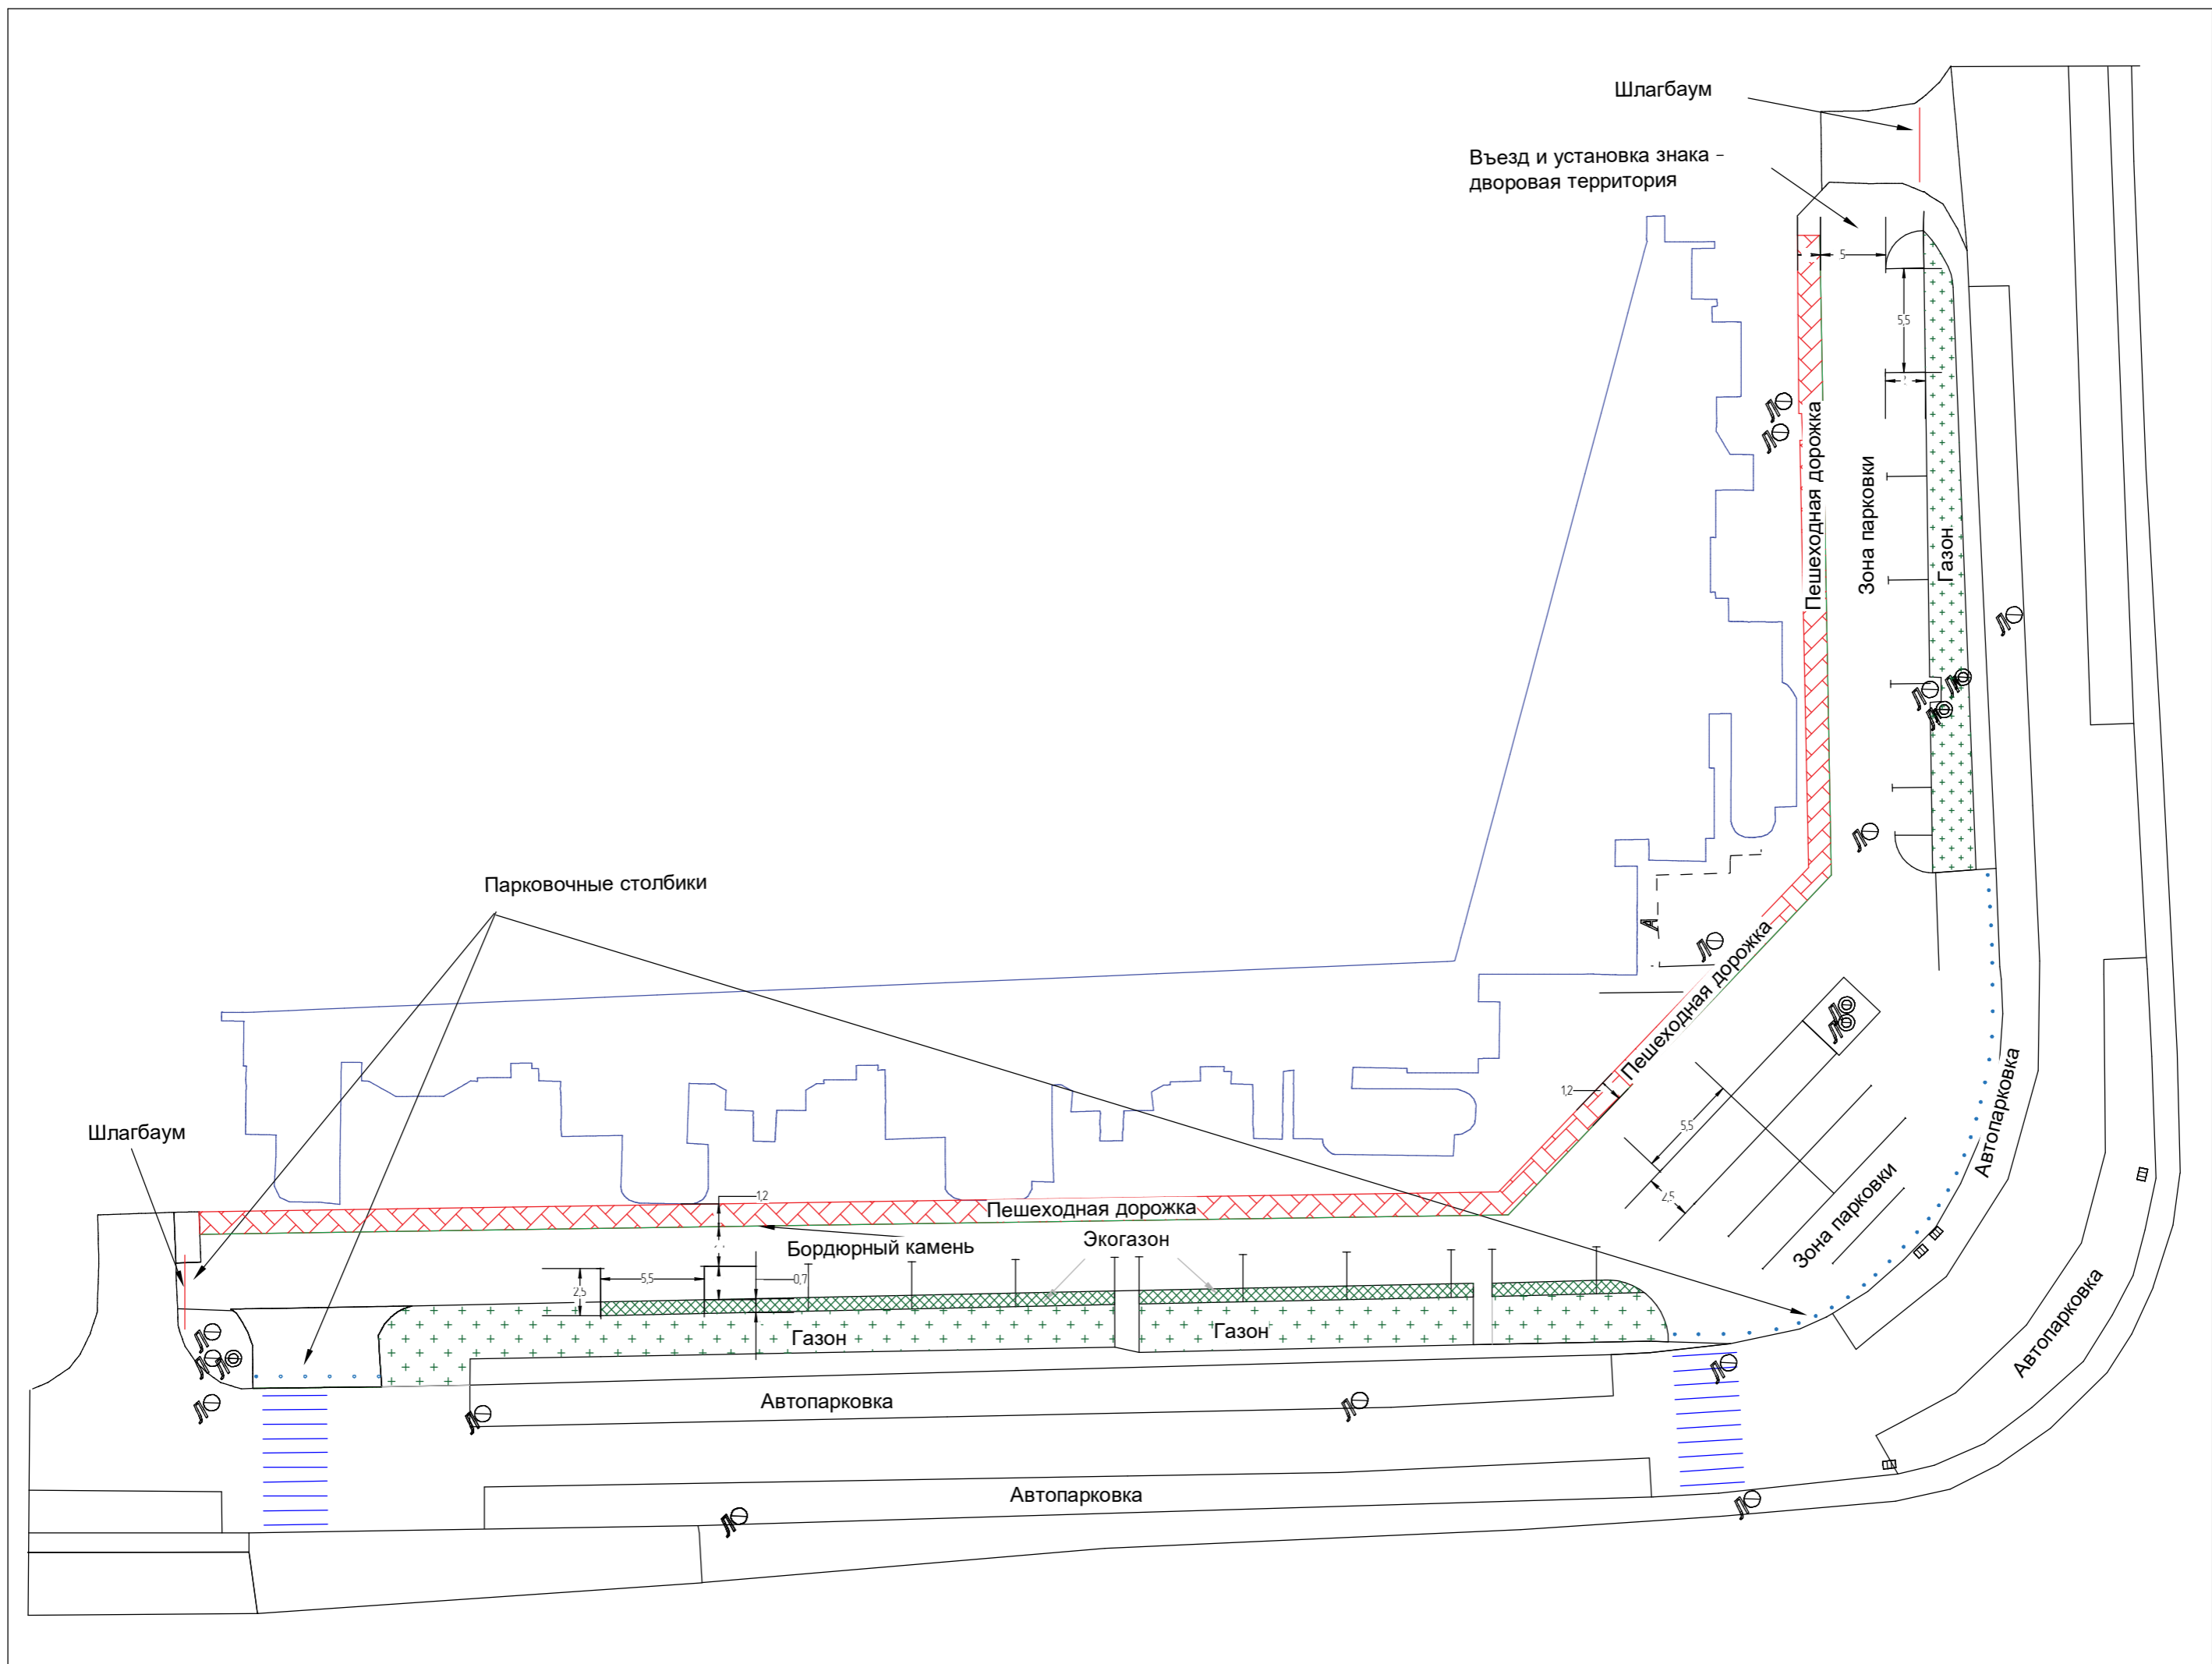 Шлагбаум
Въезд и установка знака -
дворовая территория
5
5,5
Пешеходная дорожка
Зона парковки
Газон
Парковочные столбики
А
Пешеходная дорожка
1,2
5,5
2,5
Зона парковки
Автопарковка
Автопарковка
Шлагбаум
1,2
Пешеходная дорожка
Бордюрный камень
Экогазон
5,5
2,5
0,7
Газон
Газон
Автопарковка
Автопарковка